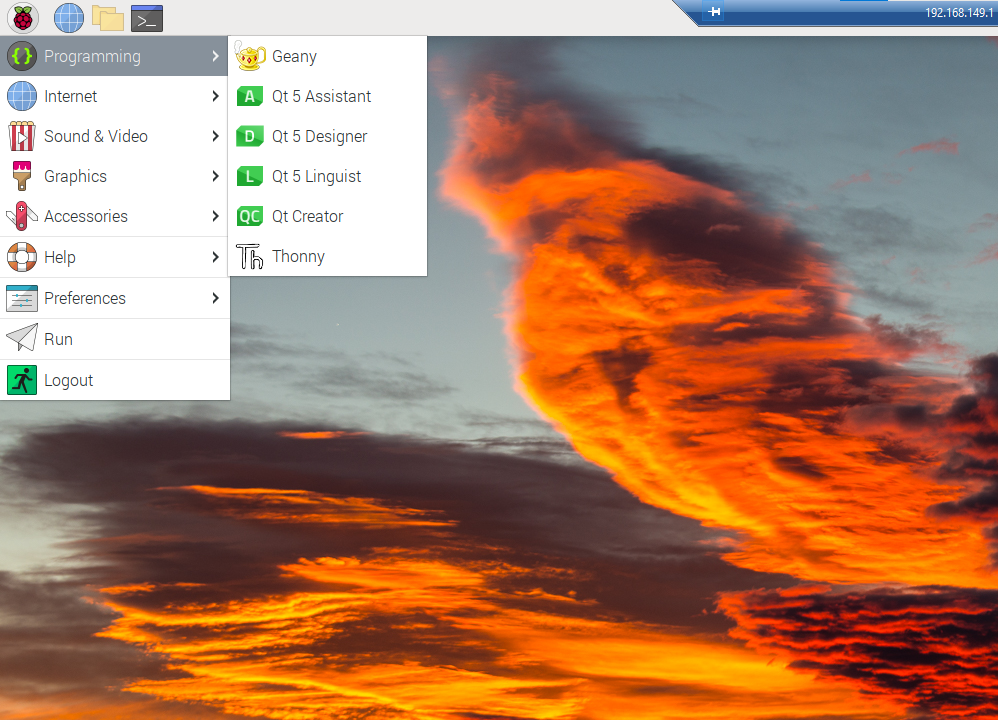 192.168.149.1
Programming
Geany
Internet
Qt 5 Assistant
Sound & Video
Qt 5 Designer
Graphics
Qt 5 Linguist
Accessories
Qt Creator
Help
Thonny
Preferences
Run
Logout